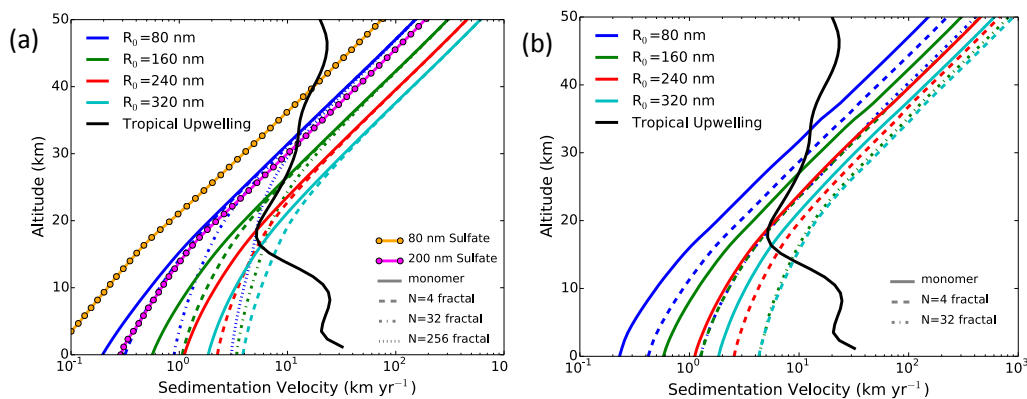 (a)
50
40
30
20
10
0
Altitude (km)
R₀=80 nm
R₀=160 nm
R₀=240 nm
R₀=320 nm
Tropical Upwelling
80 nm Sulfate
200 nm Sulfate
monomer
N=4 fractal
N=32 fractal
N=256 fractal
10⁻¹ 10⁰ 10¹ 10² 10³
Sedimentation Velocity (km yr⁻¹)
(b)
50
40
30
20
10
0
Altitude (km)
R₀=80 nm
R₀=160 nm
R₀=240 nm
R₀=320 nm
Tropical Upwelling
monomer
N=4 fractal
N=32 fractal
10⁻¹ 10⁰ 10¹ 10² 10³
Sedimentation Velocity (km yr⁻¹)